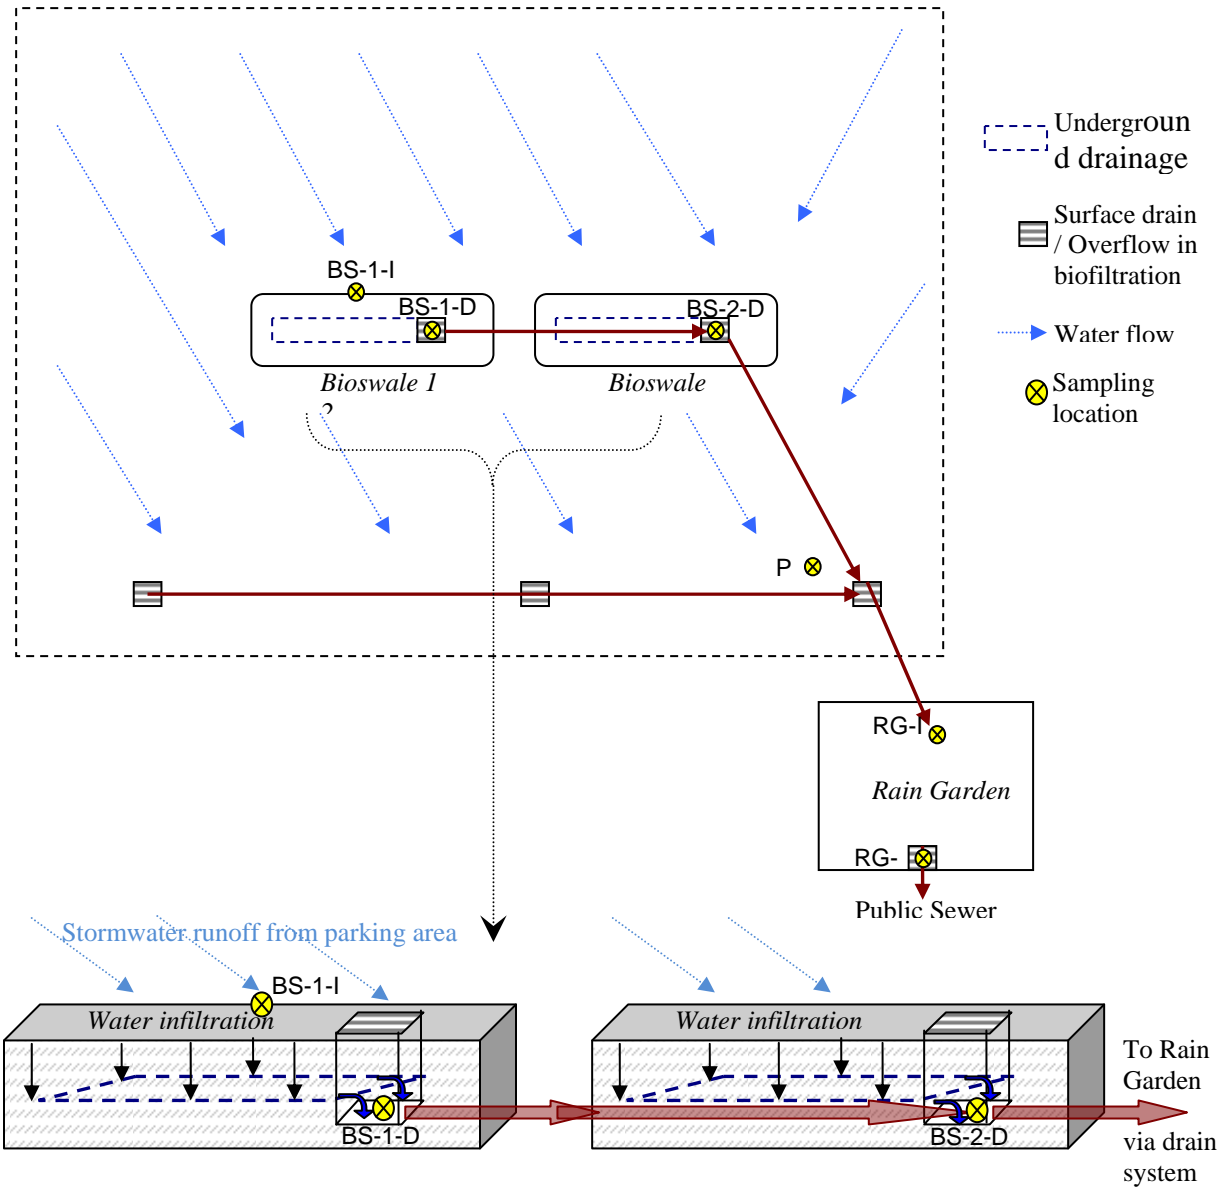 Undergroun
d drainage
Surface drain
/ Overflow in
biofiltration
Water flow
Sampling
location
BS-1-I
BS-1-D
BS-2-D
Bioswale 1
Bioswale
2
P
RG-I
Rain Garden
RG-
Public Sewer
Stormwater runoff from parking area
BS-1-I
Water infiltration
Water infiltration
BS-1-D
BS-2-D
To Rain
Garden
via drain
system